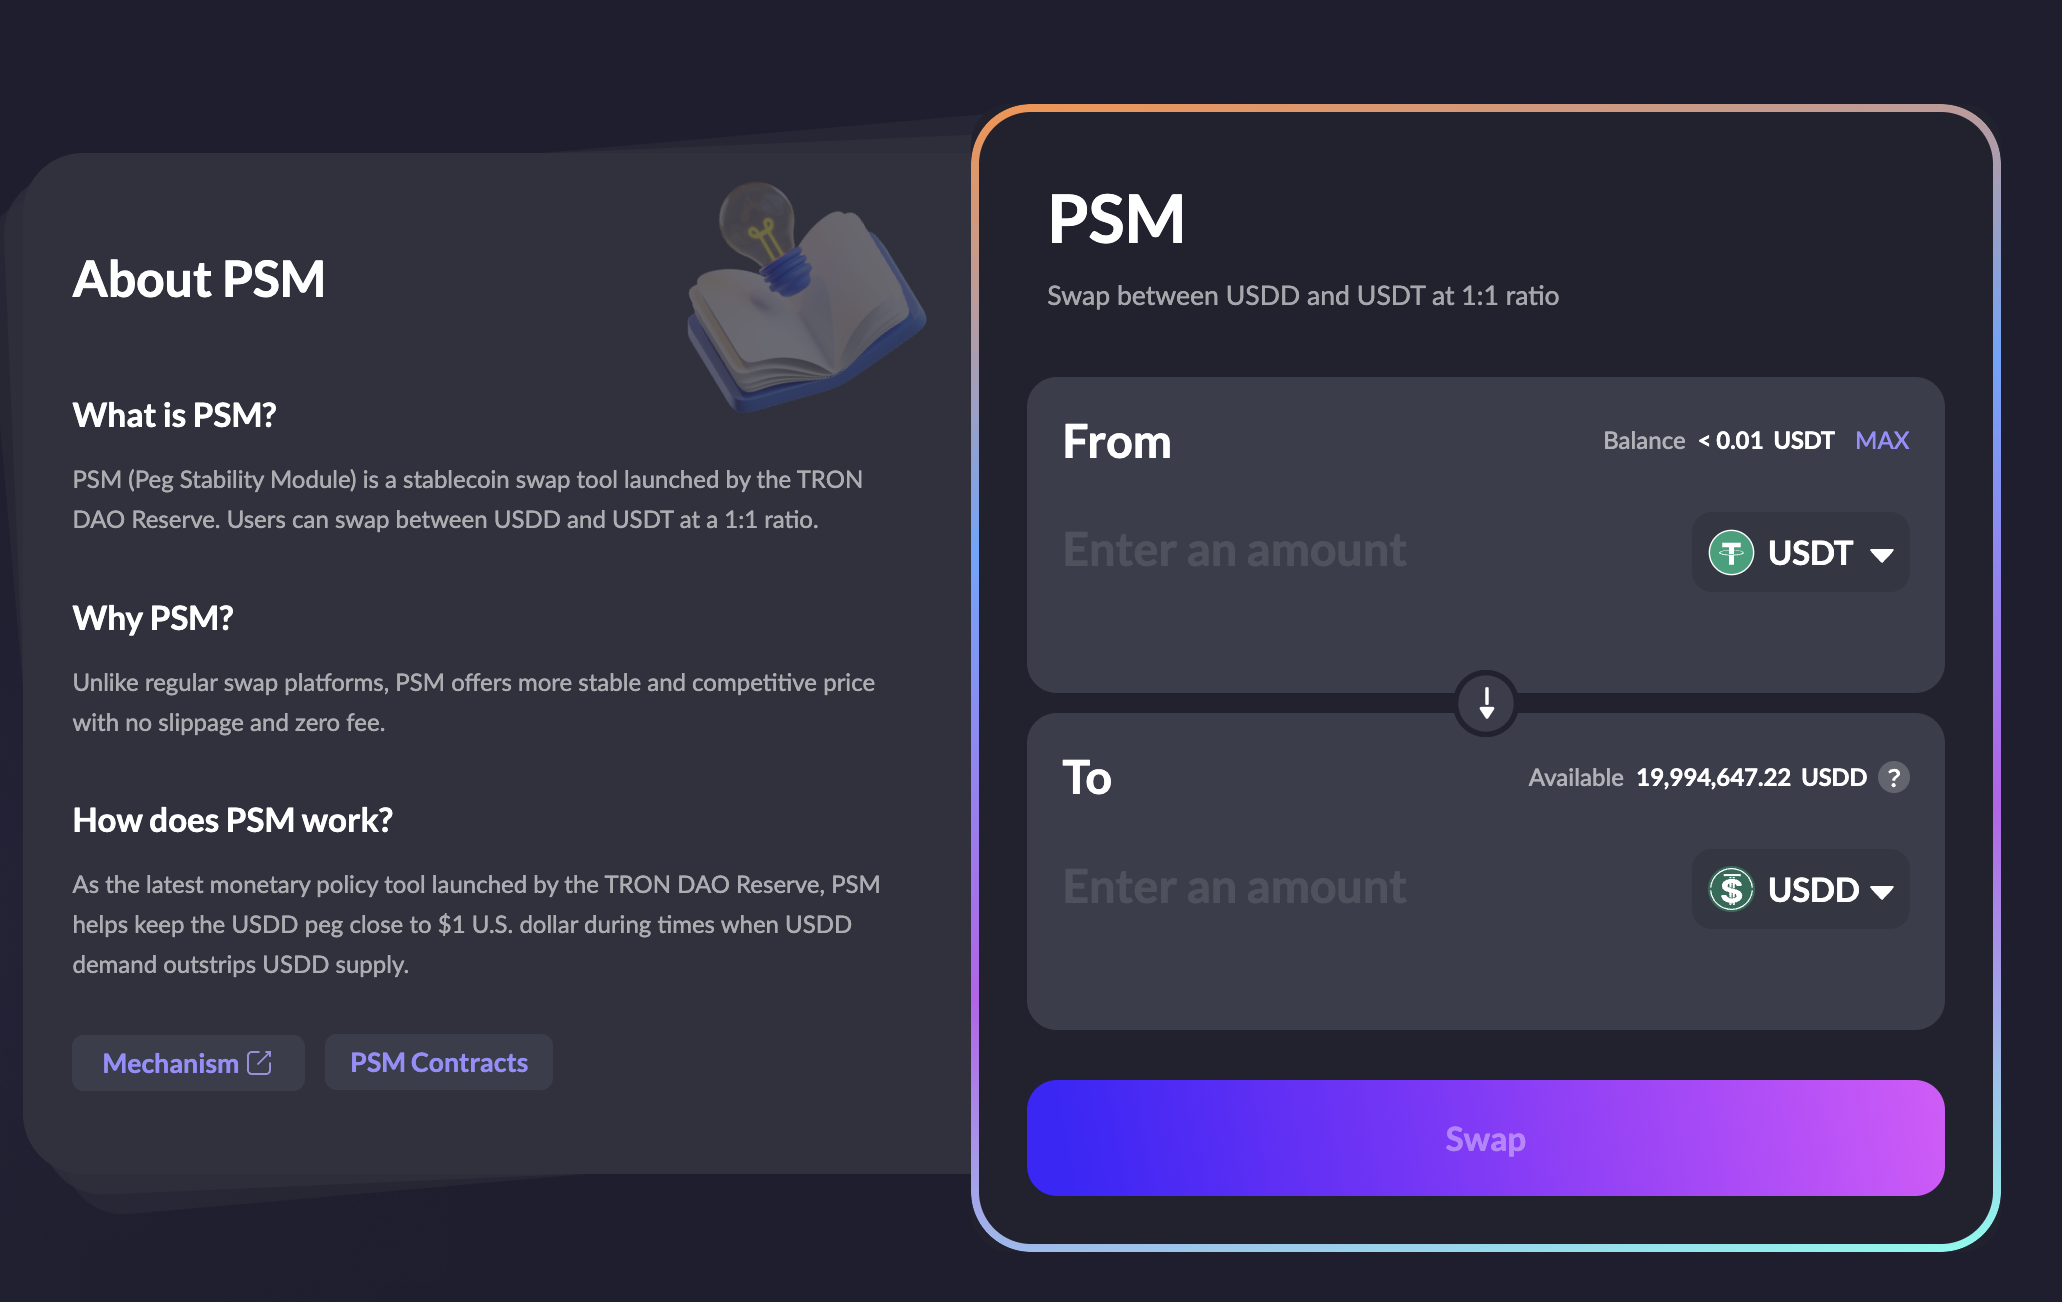 About PSM
What is PSM?
PSM (Peg Stability Module) is a stablecoin swap tool launched by the TRON
DAO Reserve. Users can swap between USDD and USDT at a 1:1 ratio.
Why PSM?
Unlike regular swap platforms, PSM offers more stable and competitive price
with no slippage and zero fee.
How does PSM work?
As the latest monetary policy tool launched by the TRON DAO Reserve, PSM
helps keep the USDD peg close to $1 U.S. dollar during times when USDD
demand outstrips USDD supply.
Mechanism
PSM Contracts
PSM
Swap between USDD and USDT at 1:1 ratio
From
Balance < 0.01 USDT MAX
Enter an amount
USDT
To
Available 19,994,647.22 USDD ?
Enter an amount
USDD
Swap